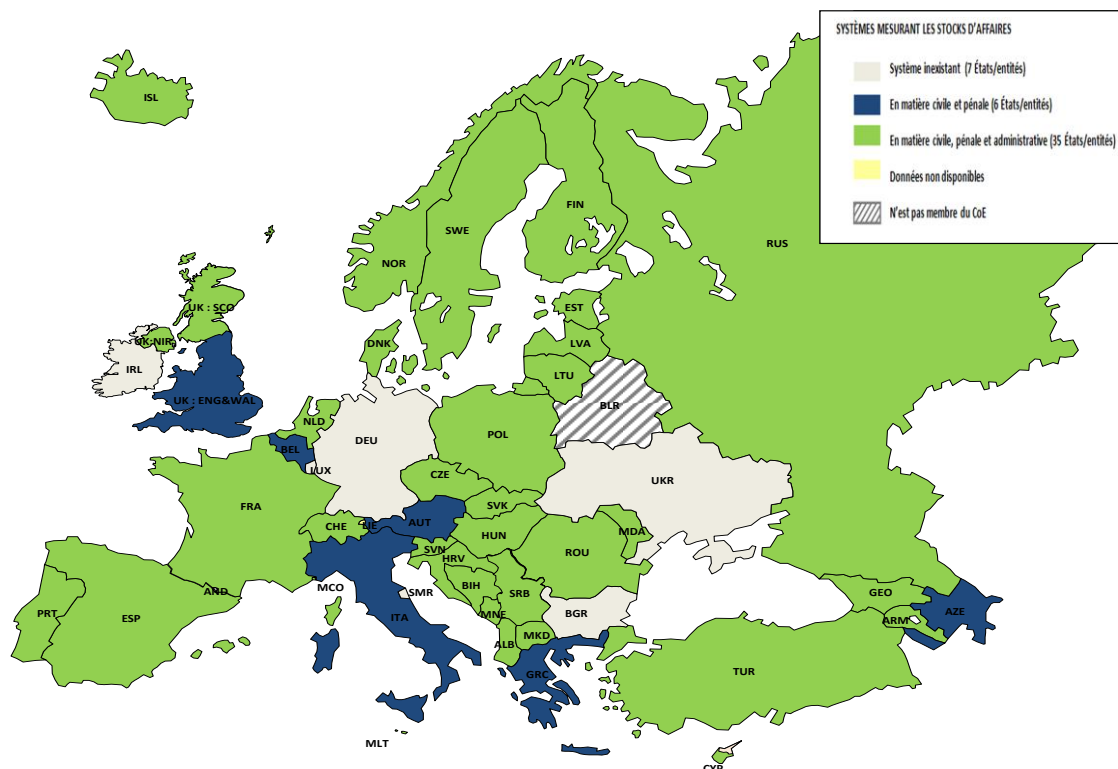 SYSTÈMES MESURANT LES STOCKS D'AFFAIRES
Système inexistant (7 États/entités)
En matière civile et pénale (6 États/entités)
En matière civile, pénale et administrative (35 États/entités)
Données non disponibles
N'est pas membre du CoE
ISL
FIN
SWE
RUS
NOR
UK : SCO
EST
UK:NIR
DNK
LVA
IRL
LTU
UK : ENG&WAL
BLR
NLD
POL
DEU
BEL
LUX
CZE
UKR
FRA
SVK
CHE
LIE
AUT
MDA
HUN
SVN
ROU
HRV
MCO
SMR
BIH
SRB
GEO
ARD
AZE
PRT
ESP
ITA
MNE
BGR
ARM
MKD
ALB
GRC
TUR
MLT
CYP